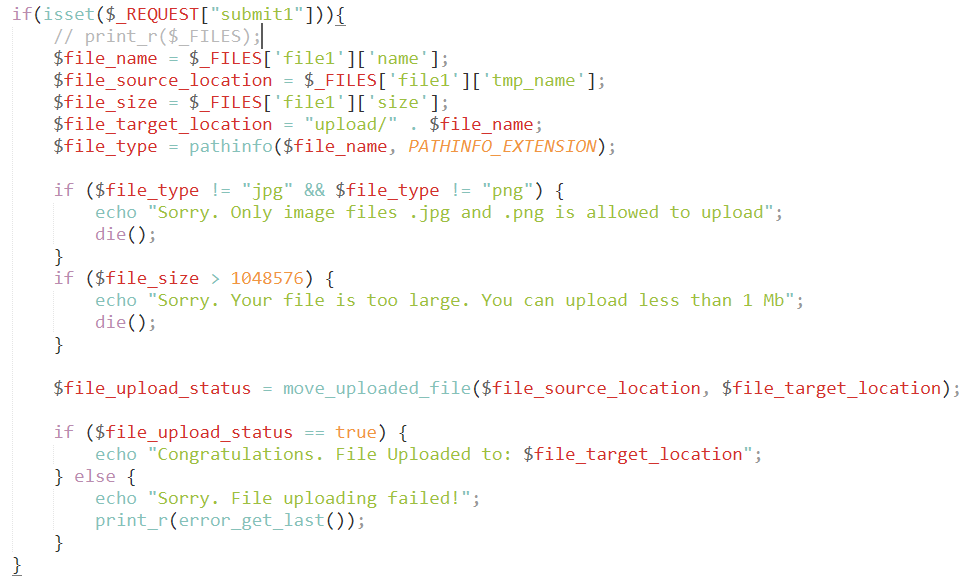 if(isset($_REQUEST["submit1"])){
    // print_r($_FILES);
    $file_name = $_FILES['file1']['name'];
    $file_source_location = $_FILES['file1']['tmp_name'];
    $file_size = $_FILES['file1']['size'];
    $file_target_location = "upload/" . $file_name;
    $file_type = pathinfo($file_name, PATHINFO_EXTENSION);

    if ($file_type != "jpg" && $file_type != "png") {
        echo "Sorry. Only image files .jpg and .png is allowed to upload";
        die();
    }
    if ($file_size > 1048576) {
        echo "Sorry. Your file is too large. You can upload less than 1 Mb";
        die();
    }

    $file_upload_status = move_uploaded_file($file_source_location, $file_target_location);

    if ($file_upload_status == true) {
        echo "Congratulations. File Uploaded to: $file_target_location";
    } else {
        echo "Sorry. File uploading failed!";
        print_r(error_get_last());
    }
}